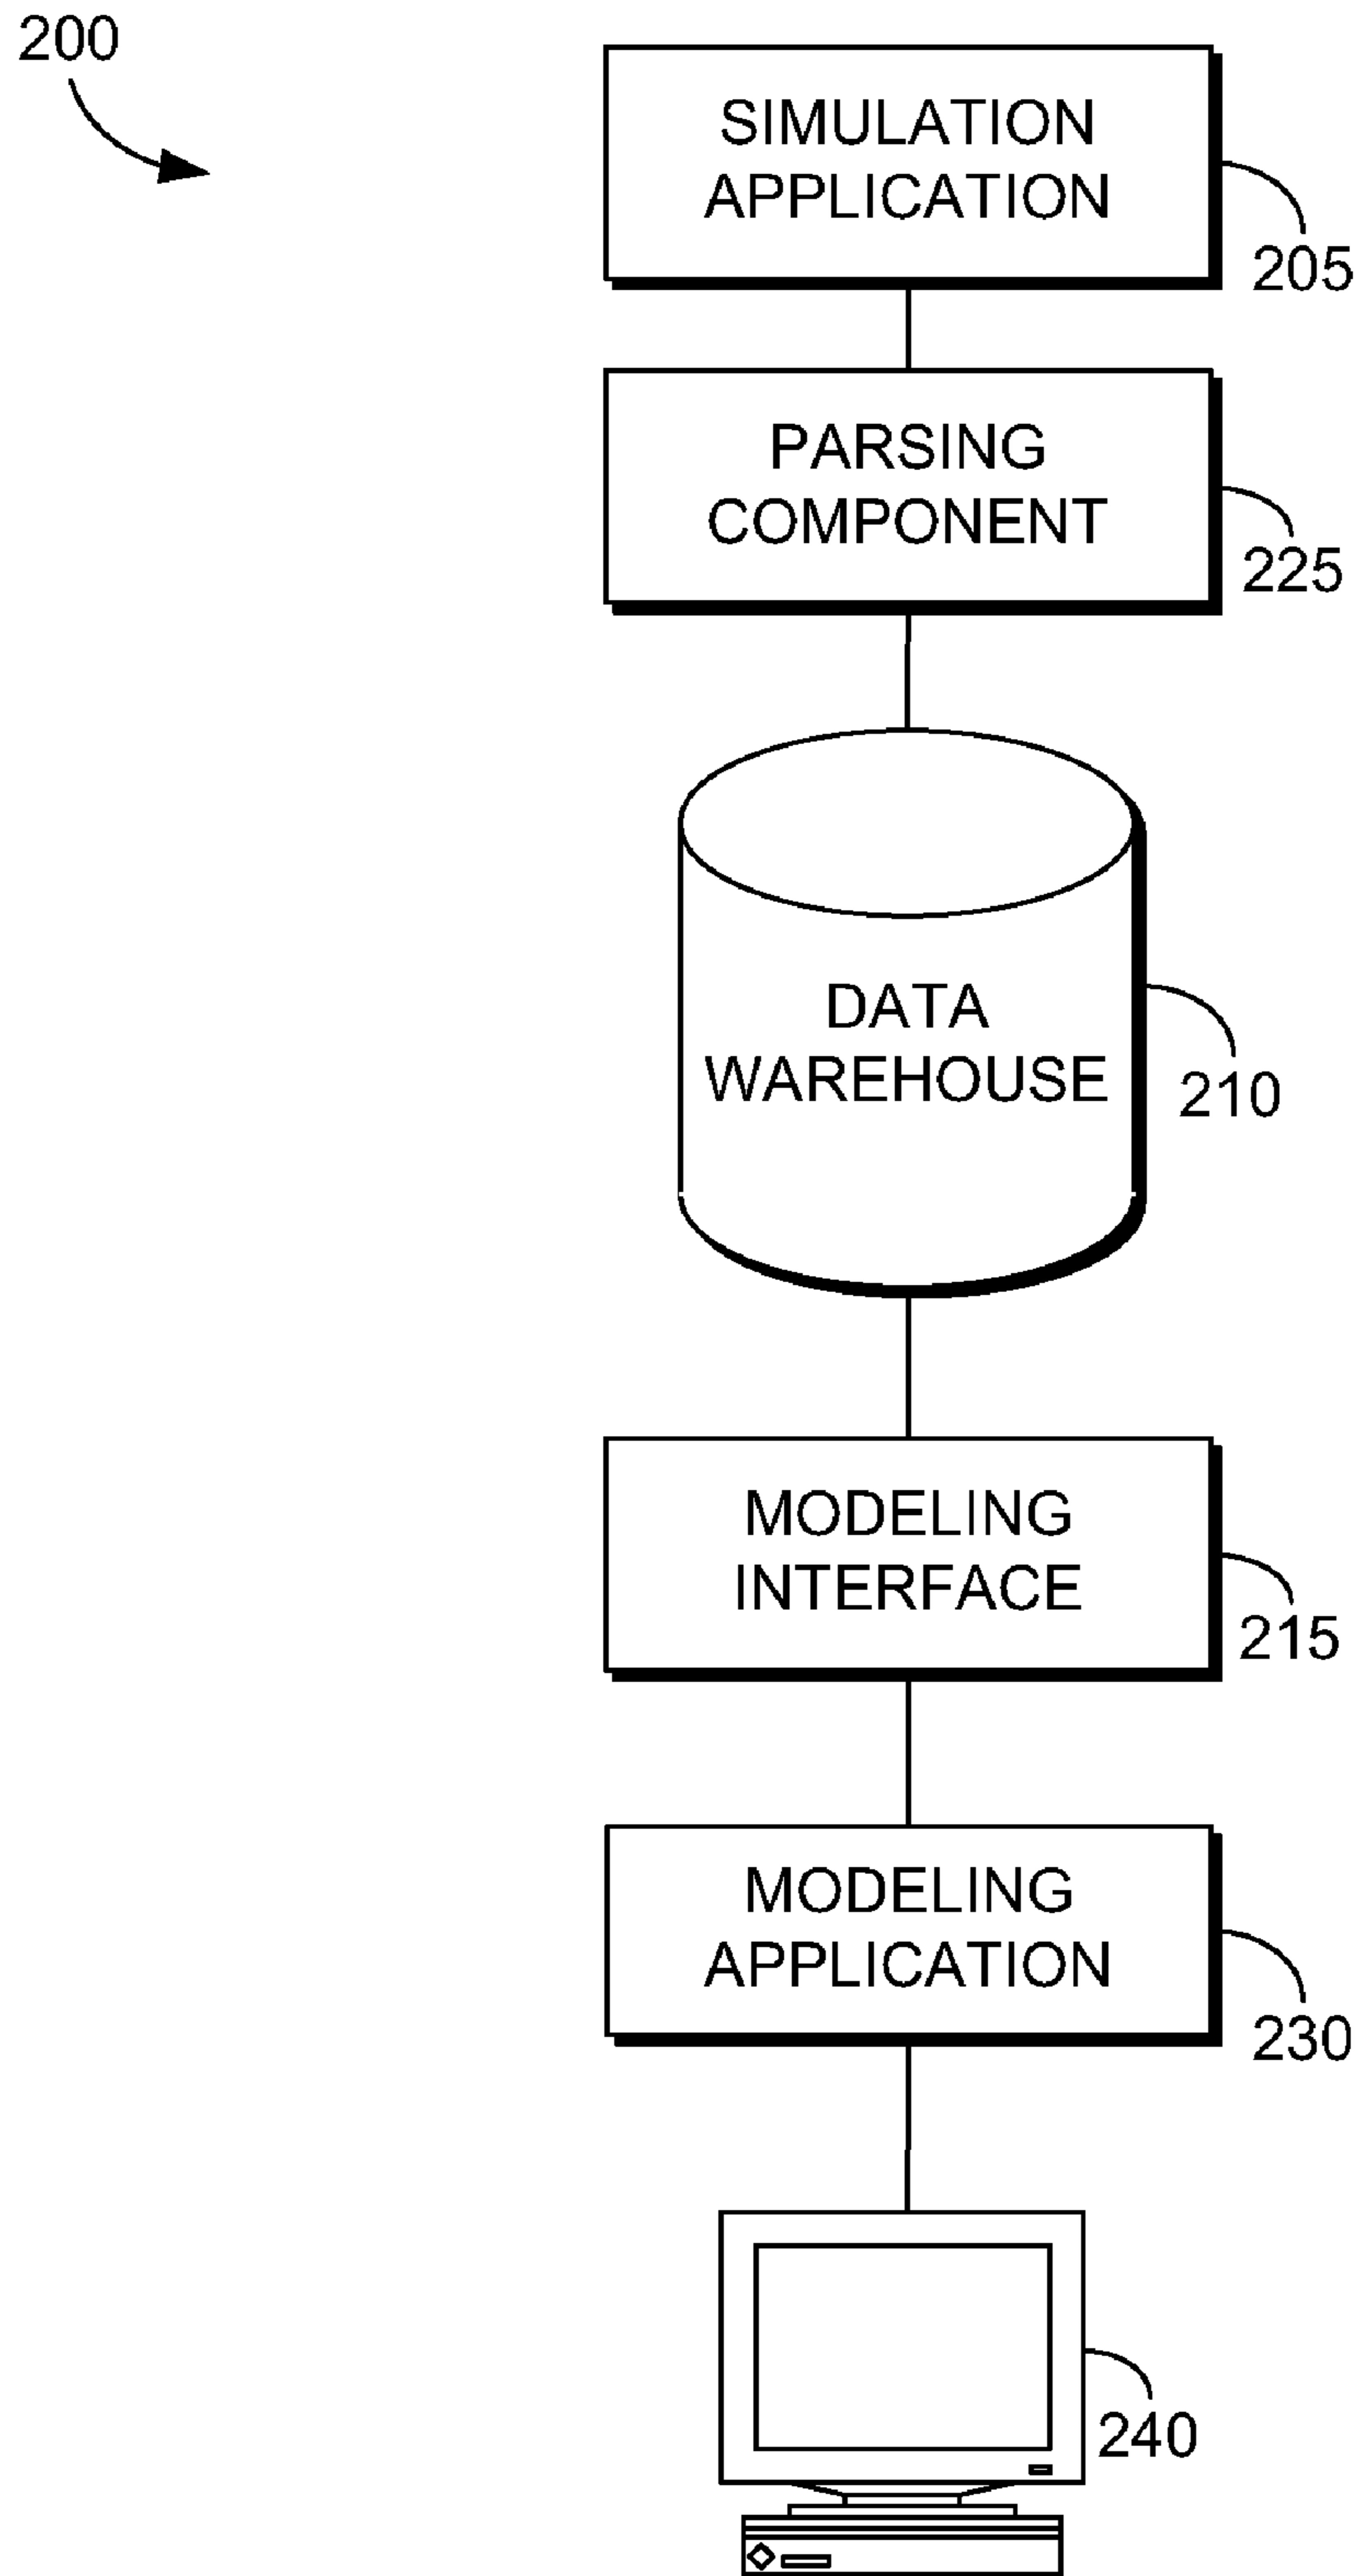 200
SIMULATION
APPLICATION
205
PARSING
COMPONENT
225
DATA
WAREHOUSE
210
MODELING
INTERFACE
215
MODELING
APPLICATION
230
240